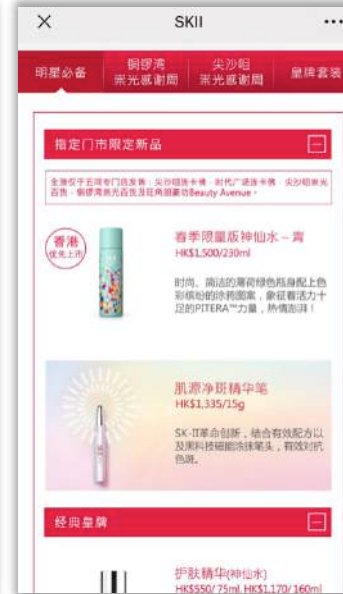 SKII
明星必备
铜锣湾
崇光感谢周
尖沙咀
崇光感谢周
皇牌套装
指定门市限定新品
全港仅于五间专门店发售：尖沙咀连卡佛、时代广场连卡佛、尖沙咀崇光
百货、铜锣湾崇光百货及旺角朗豪坊Beauty Avenue。
香港
优先上市
春季限量版神仙水－青
HK$1,500/230ml
时尚、简洁的薄荷绿色瓶身配上色
彩缤纷的涂鸦图案，象征着活力十
足的PITERA™力量，热情澎湃！
肌源净斑精华笔
HK$1,335/15g
SK-II革命创新，结合有效配方以
及黑科技磁能涂抹笔头，有效对抗
色斑。
经典皇牌
护肤精华(神仙水)
HK$550/ 75ml, HK$1,170/ 160ml